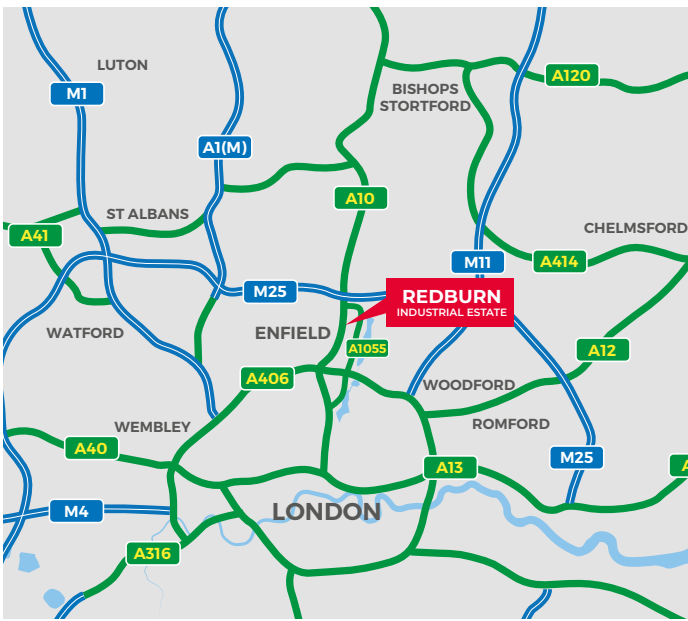 LUTON
M1
A120
BISHOPS
STORTFORD
A1(M)
A10
ST ALBANS
A41
CHELMSFORD
M11
A414
M25
REDBURN
INDUSTRIAL ESTATE
WATFORD
ENFIELD
A1055
A12
A406
WOODFORD
WEMBLEY
ROMFORD
A40
A13
M25
A
M4
LONDON
A316